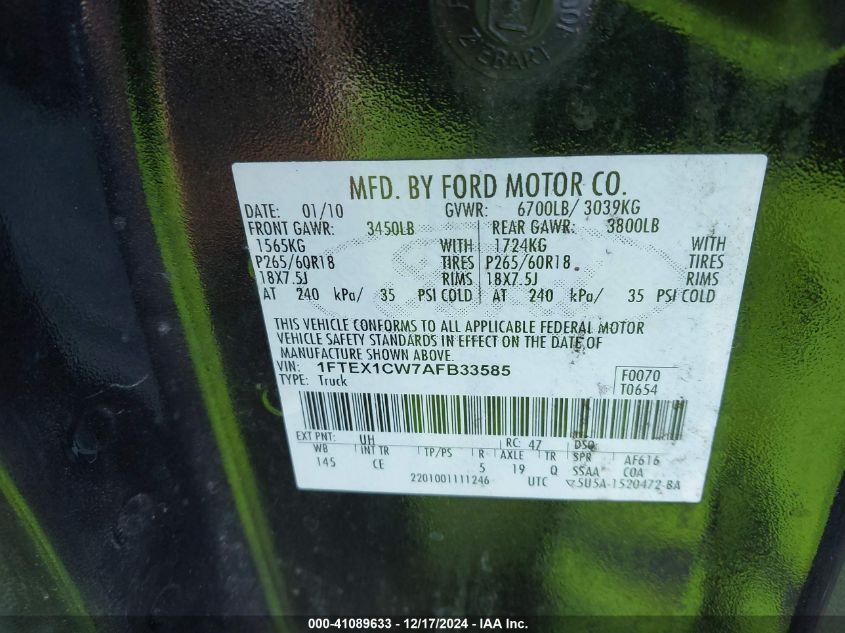 ZIEBART
MFD. BY FORD MOTOR CO.
DATE: 01/10 GVWR: 6700LB/ 3039KG
FRONT GAWR: 3450LB REAR GAWR: 3800LB
1565KG WITH 1724KG WITH
P265/60R18 TIRES P265/60R18 TIRES
18X7.5J RIMS 18X7.5J RIMS
AT 240 kPa/ 35 PSI COLD AT 240 kPa/ 35 PSI COLD
THIS VEHICLE CONFORMS TO ALL APPLICABLE FEDERAL MOTOR
VEHICLE SAFETY STANDARDS IN EFFECT ON THE DATE OF
MANUFACTURE SHOWN ABOVE.
VIN: 1FTEX1CW7AFB33585
TYPE: Truck
F0070
T0654
EXT PNT: UH RC: 47 DSO:
WB INT TR TP/PS R AXLE TR SPR AF616
145 CE 5 19 Q SSAA COA
2201001111246 UTC 5U5A-1520472-BA
000-41089633 - 12/17/2024 - IAA Inc.